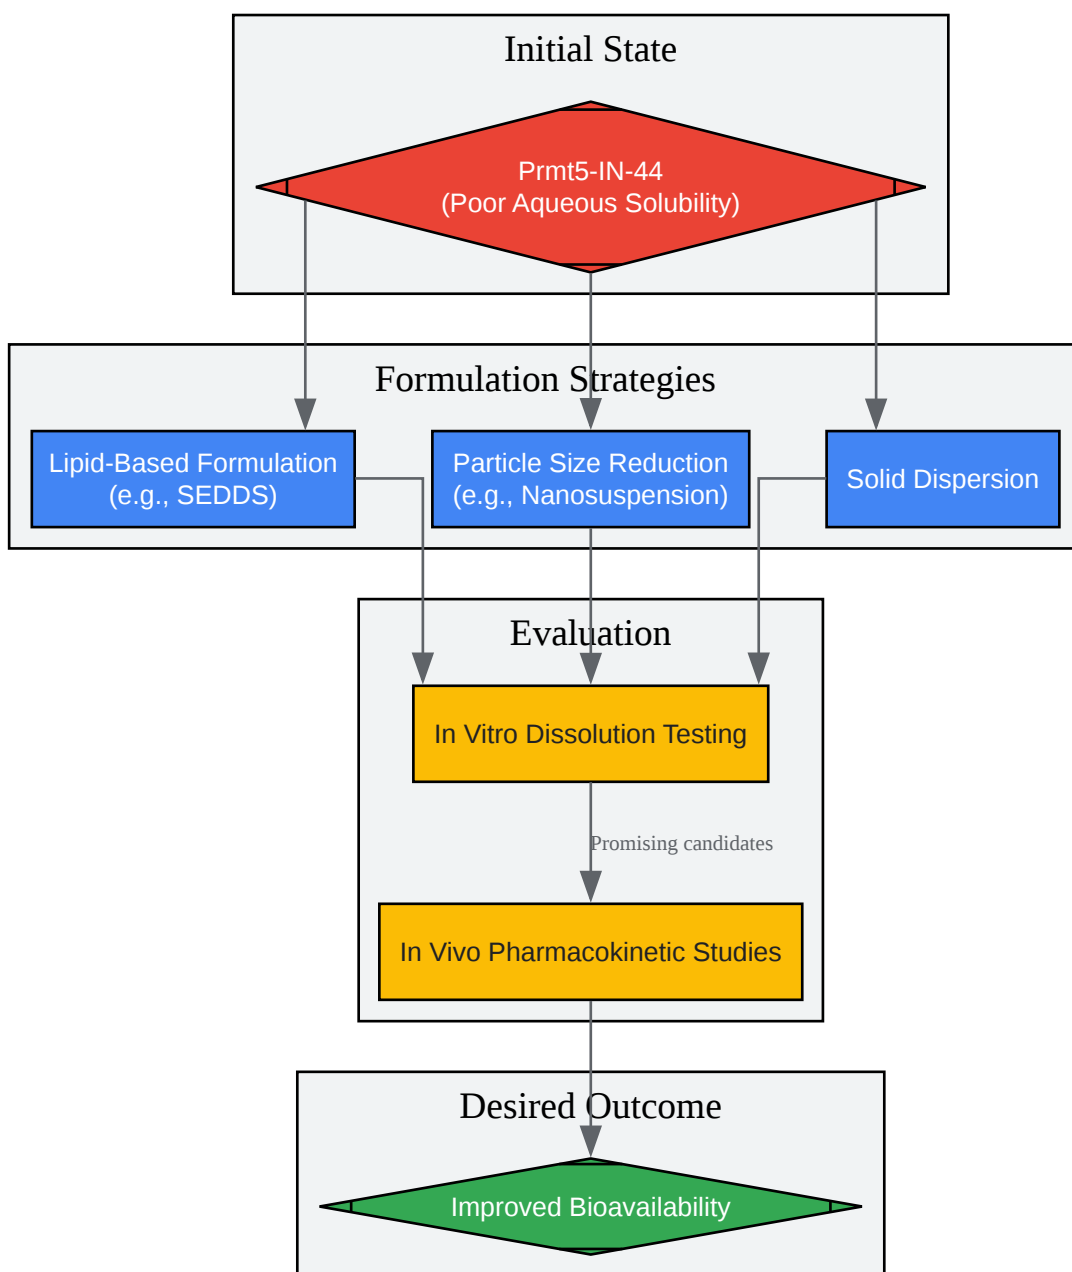 Initial State
Prmt5-IN-44
(Poor Aqueous Solubility)
Formulation Strategies
Lipid-Based Formulation
(e.g., SEDDS)
Particle Size Reduction
(e.g., Nanosuspension)
Solid Dispersion
Evaluation
In Vitro Dissolution Testing
Promising candidates
In Vivo Pharmacokinetic Studies
Desired Outcome
Improved Bioavailability